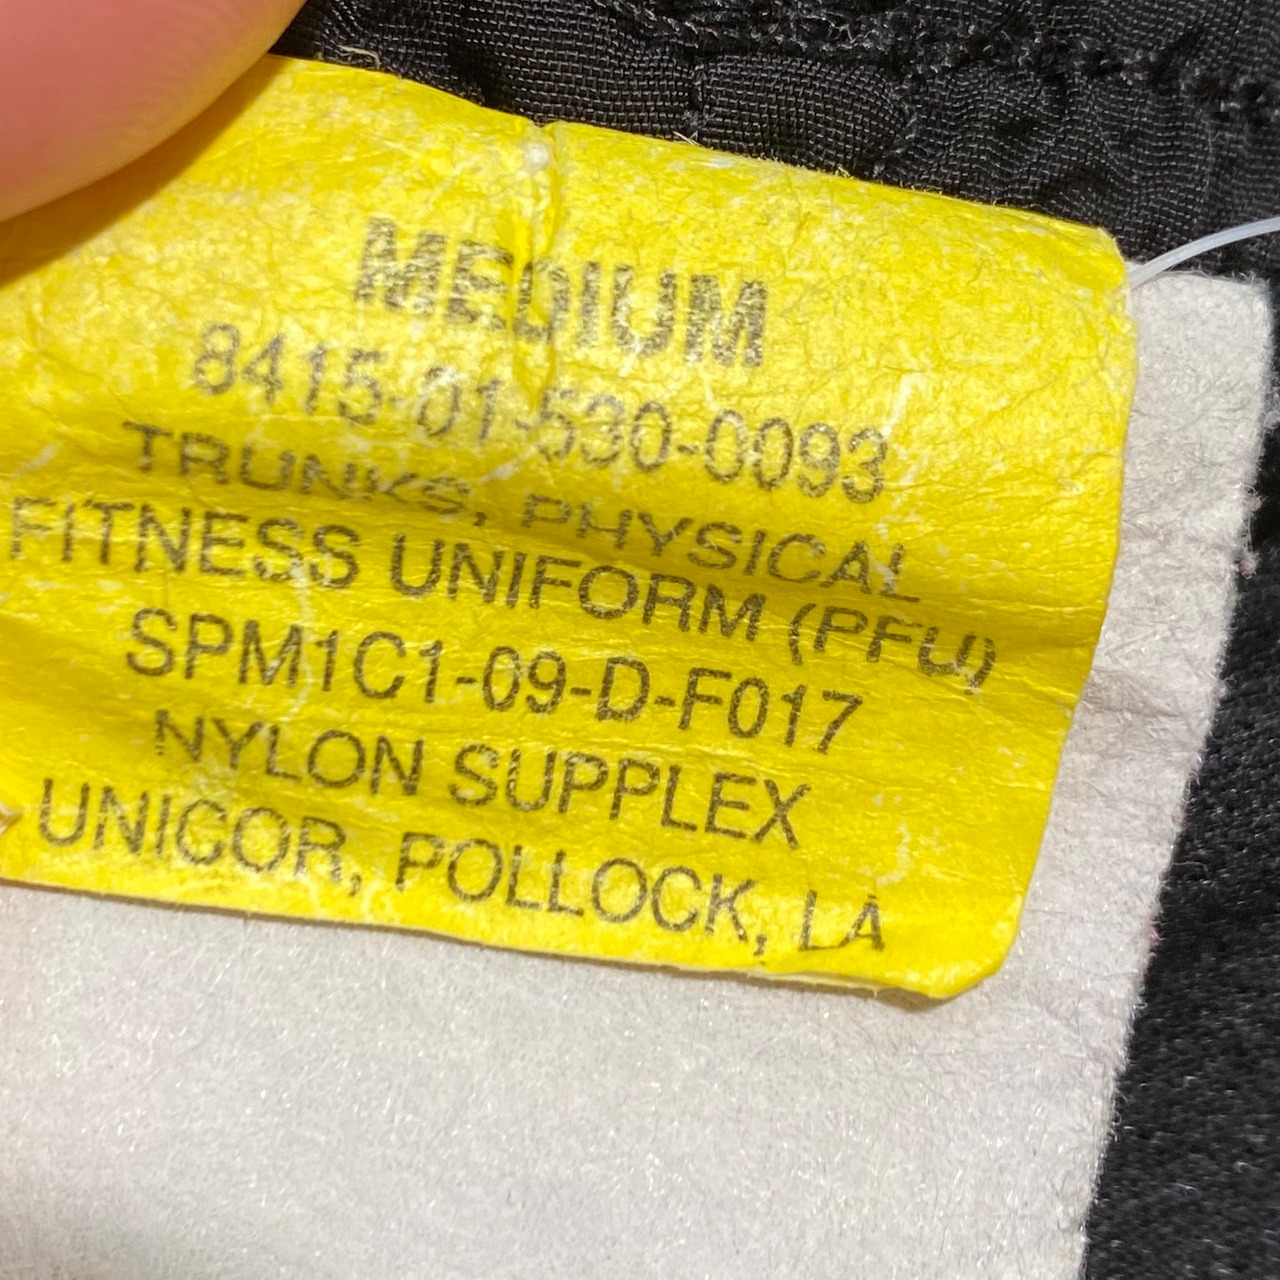 MEDIUM
8415-01-530-0093
TRUNKS, PHYSICAL
FITNESS UNIFORM (PFU)
SPM1C1-09-D-F017
NYLON SUPPLEX
UNICOR, POLLOCK, LA